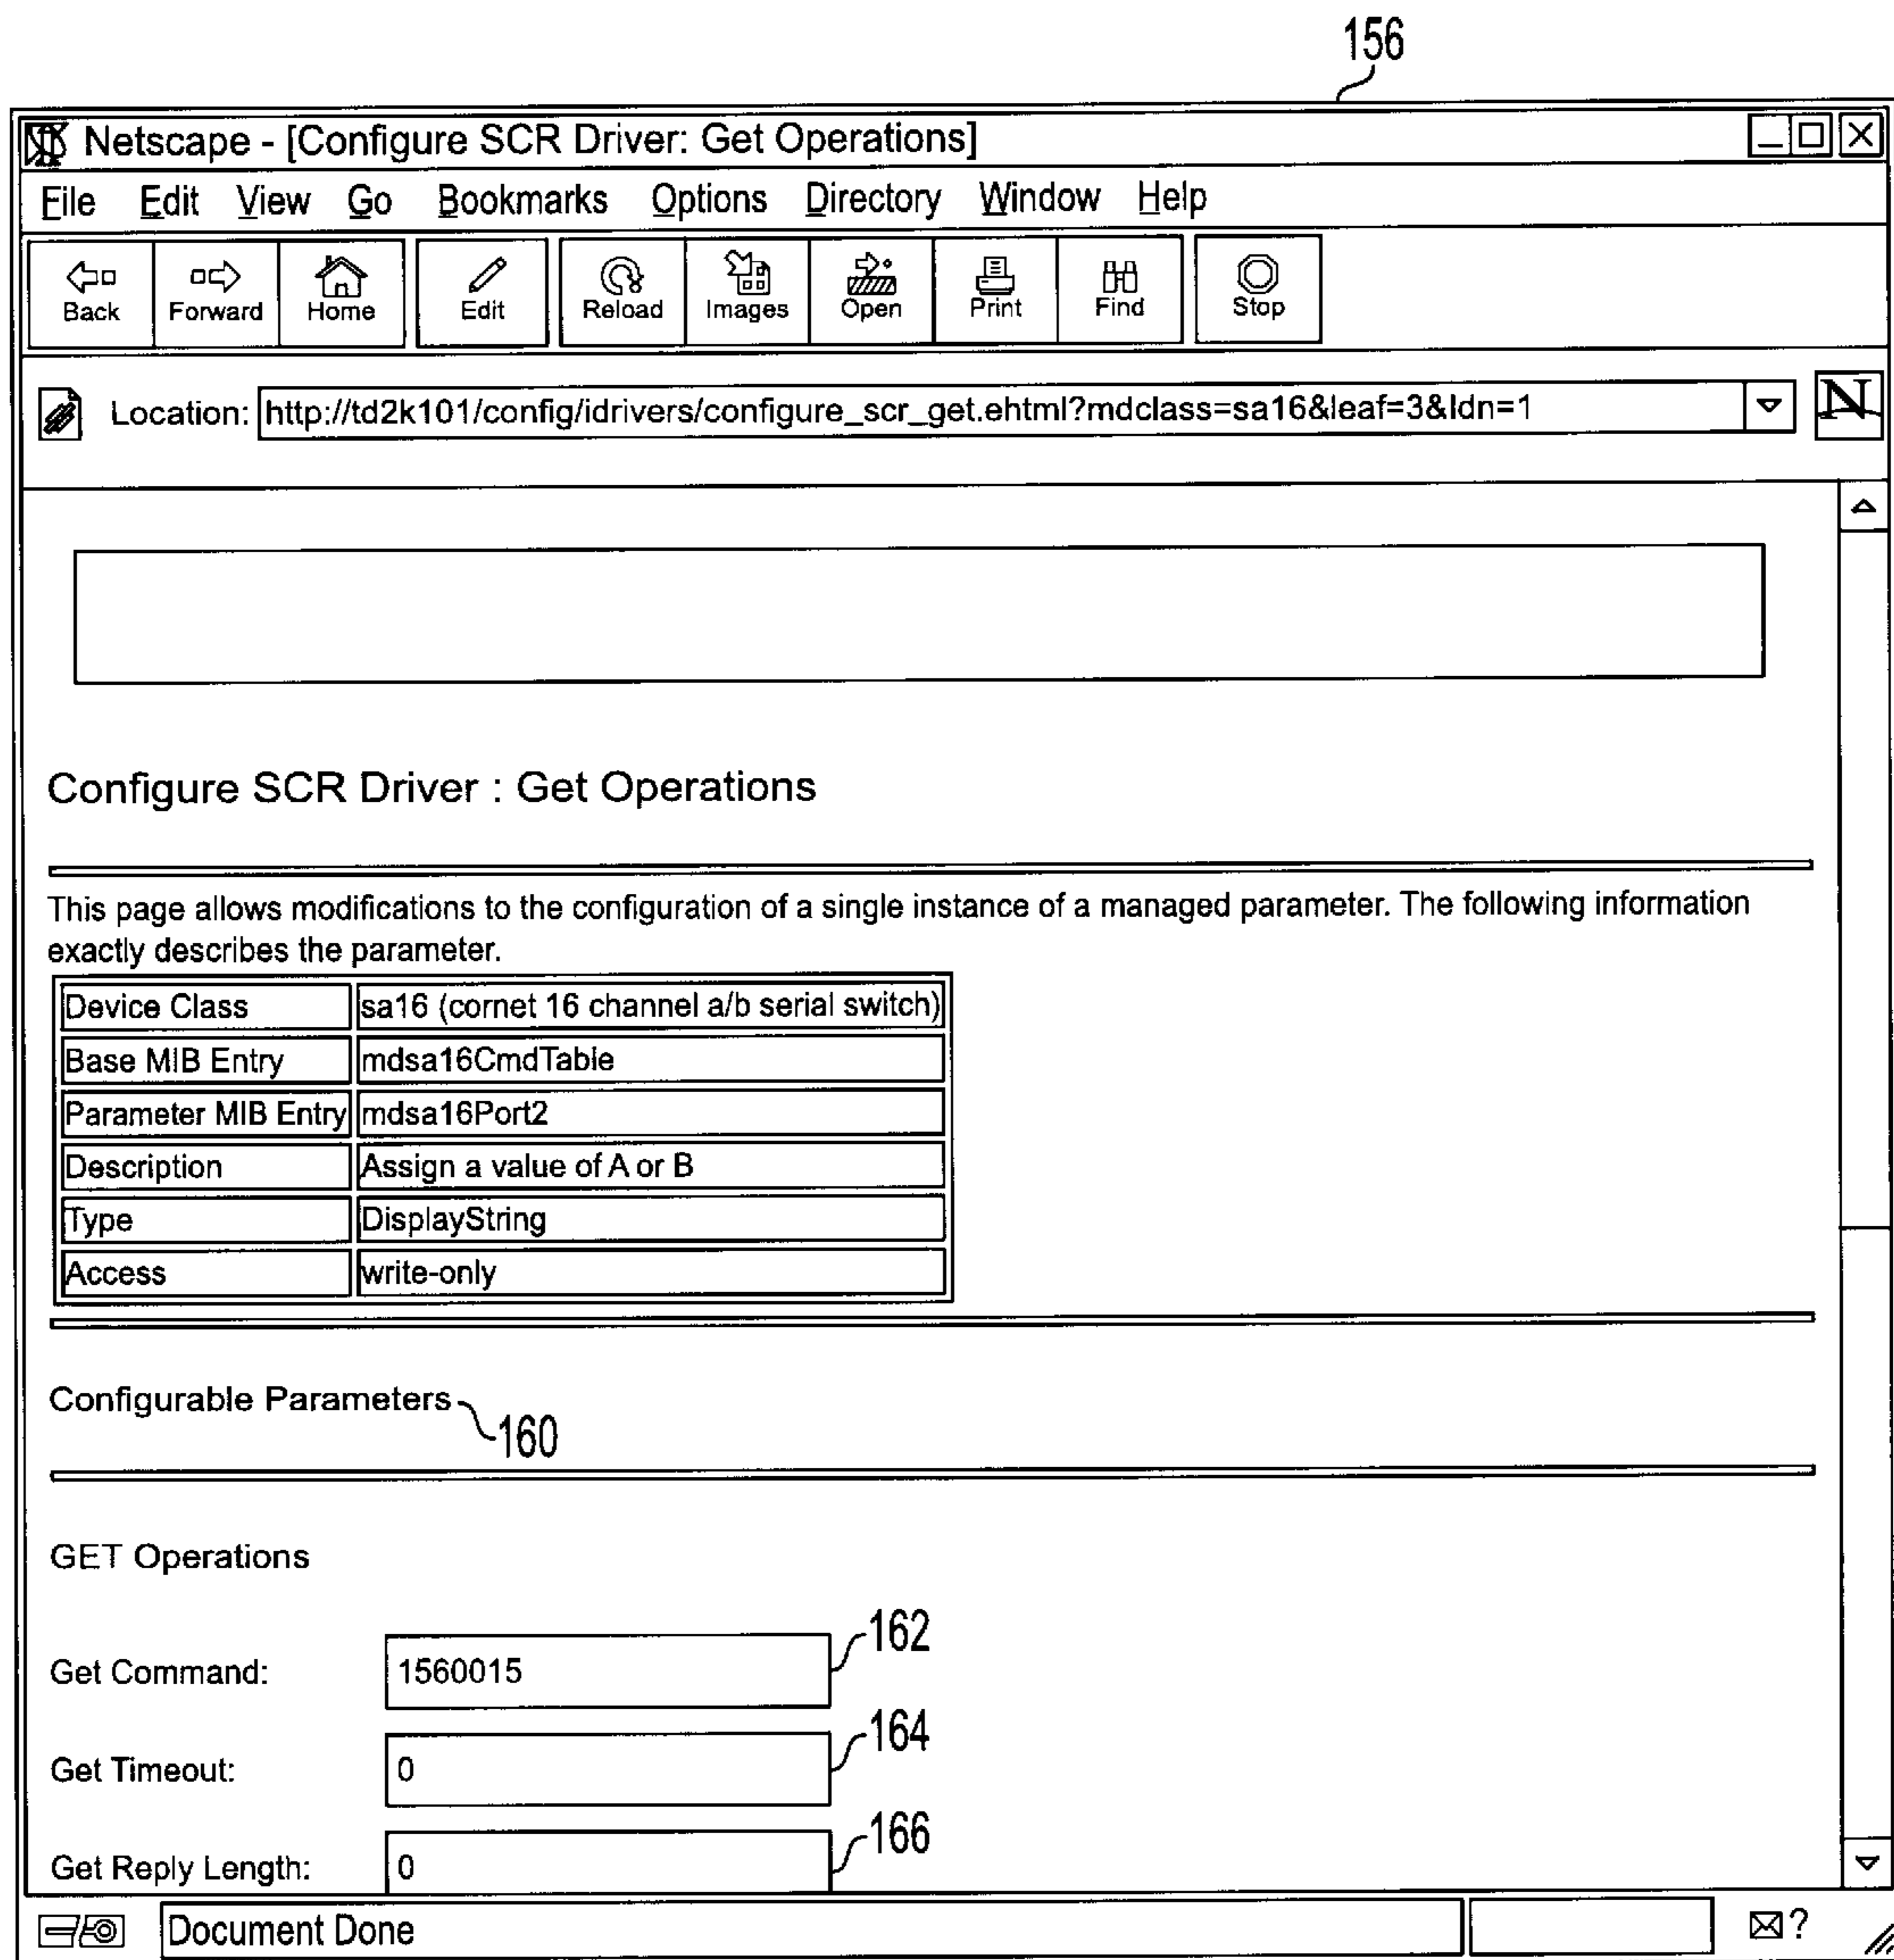 156
Netscape - [Configure SCR Driver: Get Operations]
File Edit View Go Bookmarks Options Directory Window Help
Back Forward Home Edit Reload Images Open Print Find Stop
Location: http://td2k101/config/idrivers/configure_scr_get.ehtml?mdclass=sa16&leaf=3&ldn=1 N
Configure SCR Driver : Get Operations
This page allows modifications to the configuration of a single instance of a managed parameter. The following information
exactly describes the parameter.
Device Class sa16 (cornet 16 channel a/b serial switch)
Base MIB Entry mdsa16CmdTable
Parameter MIB Entry mdsa16Port2
Description Assign a value of A or B
Type DisplayString
Access write-only
Configurable Parameters 160
GET Operations
Get Command: 1560015 162
Get Timeout: 0 164
Get Reply Length: 0 166
Document Done ?